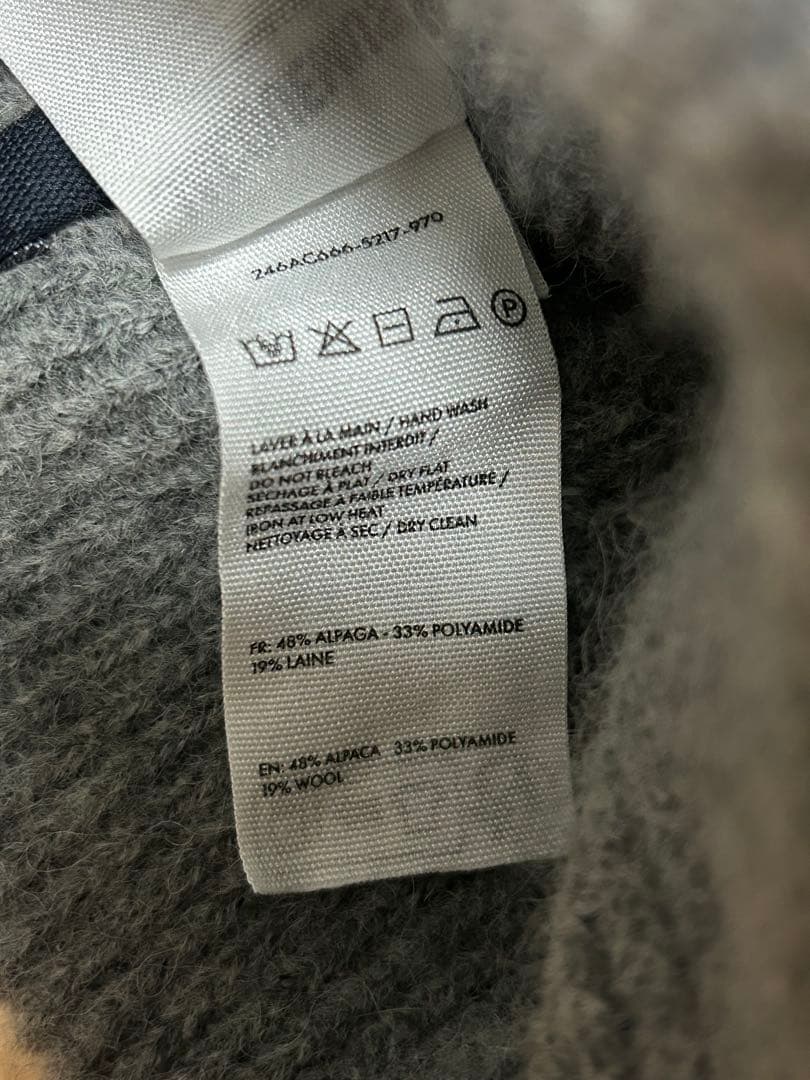 246AC666-5217-970
P
LAVER À LA MAIN / HAND WASH
BLANCHIMENT INTERDIT /
DO NOT BLEACH
SÉCHAGE À PLAT / DRY FLAT
REPASSAGE À FAIBLE TEMPÉRATURE /
IRON AT LOW HEAT
NETTOYAGE À SEC / DRY CLEAN
FR: 48% ALPAGA - 33% POLYAMIDE
19% LAINE
EN: 48% ALPACA 33% POLYAMIDE
19% WOOL